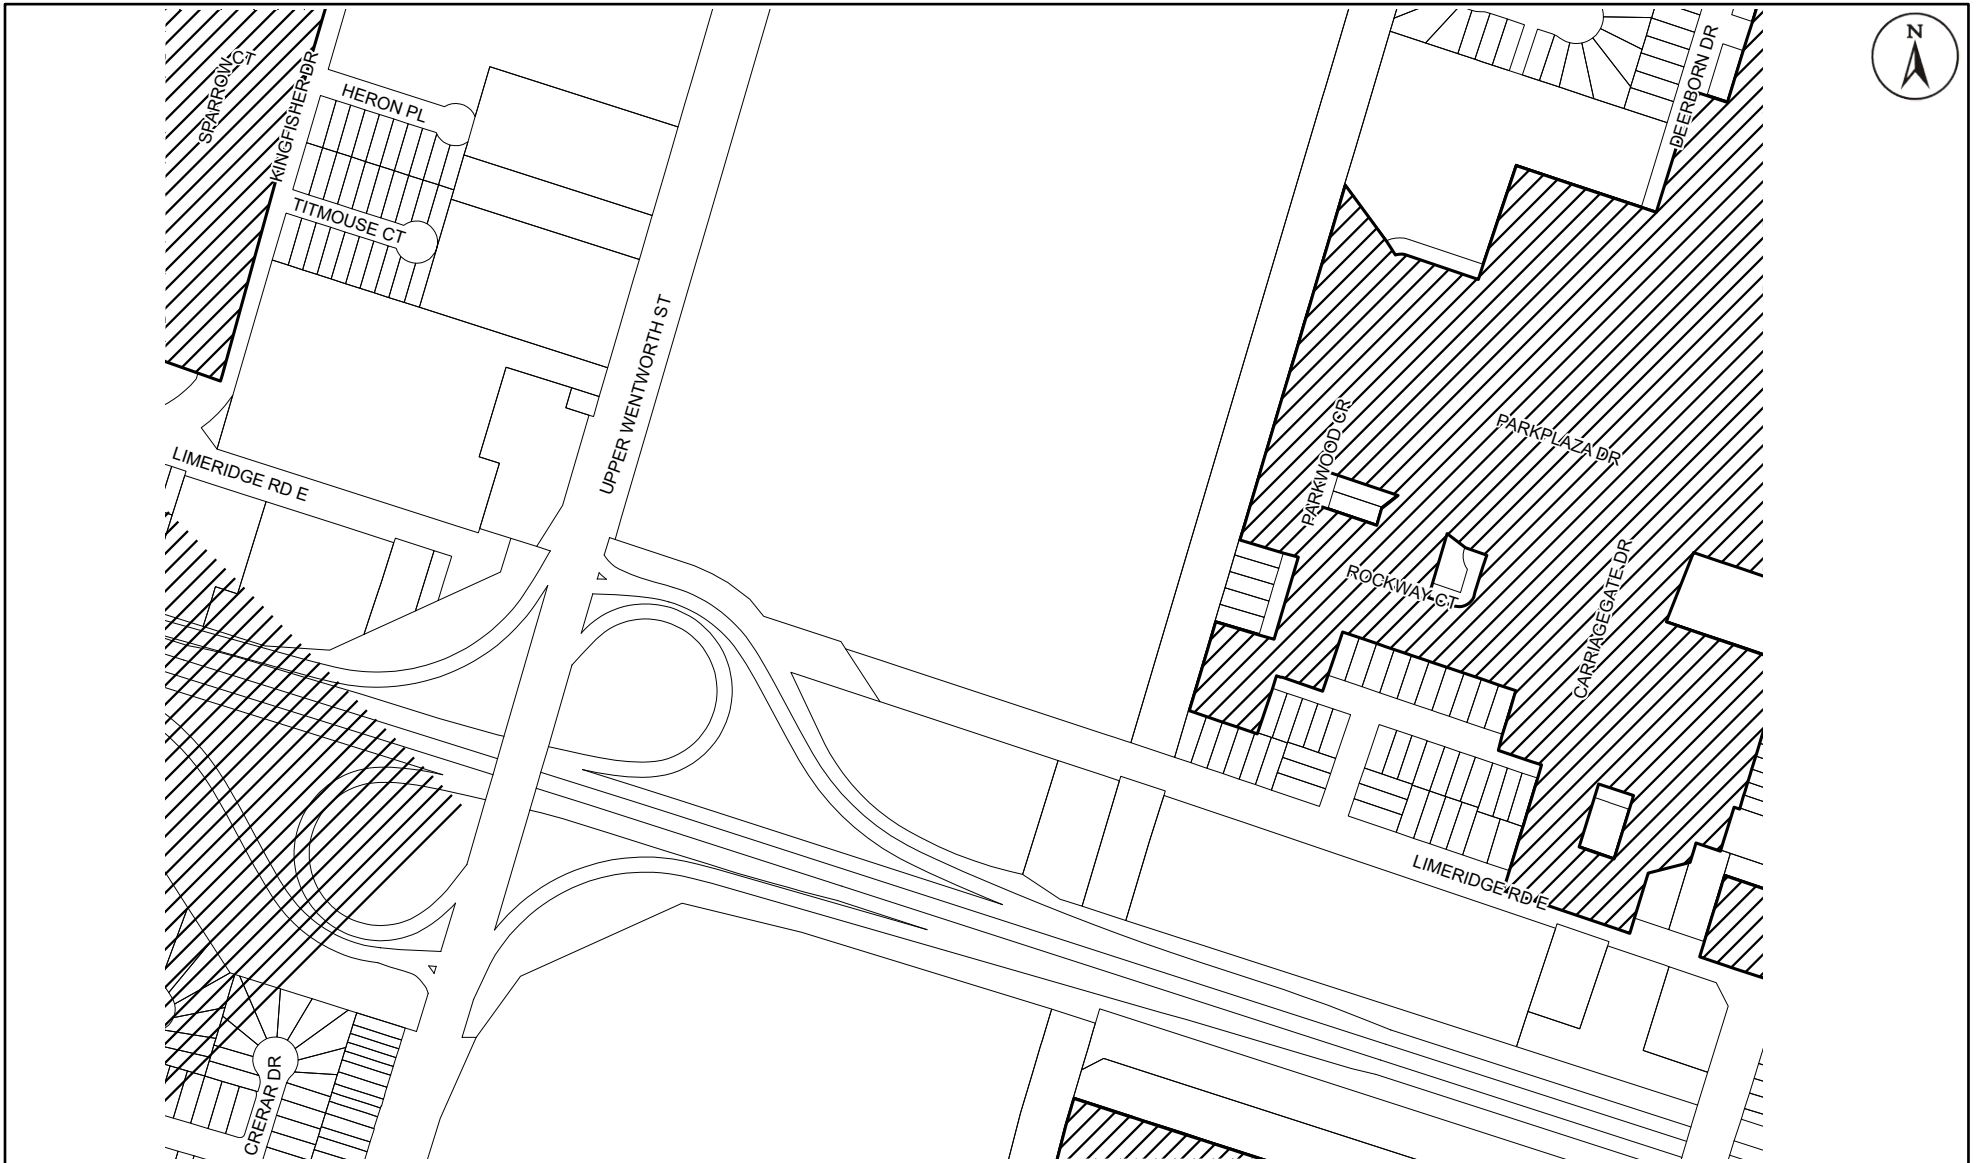 N
SPARROW CT
KINGFISHER DR
HERON PL
TITMOUSE CT
UPPER WENTWORTH ST
LIMERIDGE RD E
DEERBORN DR
PARKWOOD CR
PARKPLAZA DR
ROCKWAY CT
CARRIAGEGATE DR
LIMERIDGE RD E
CRERAR DR